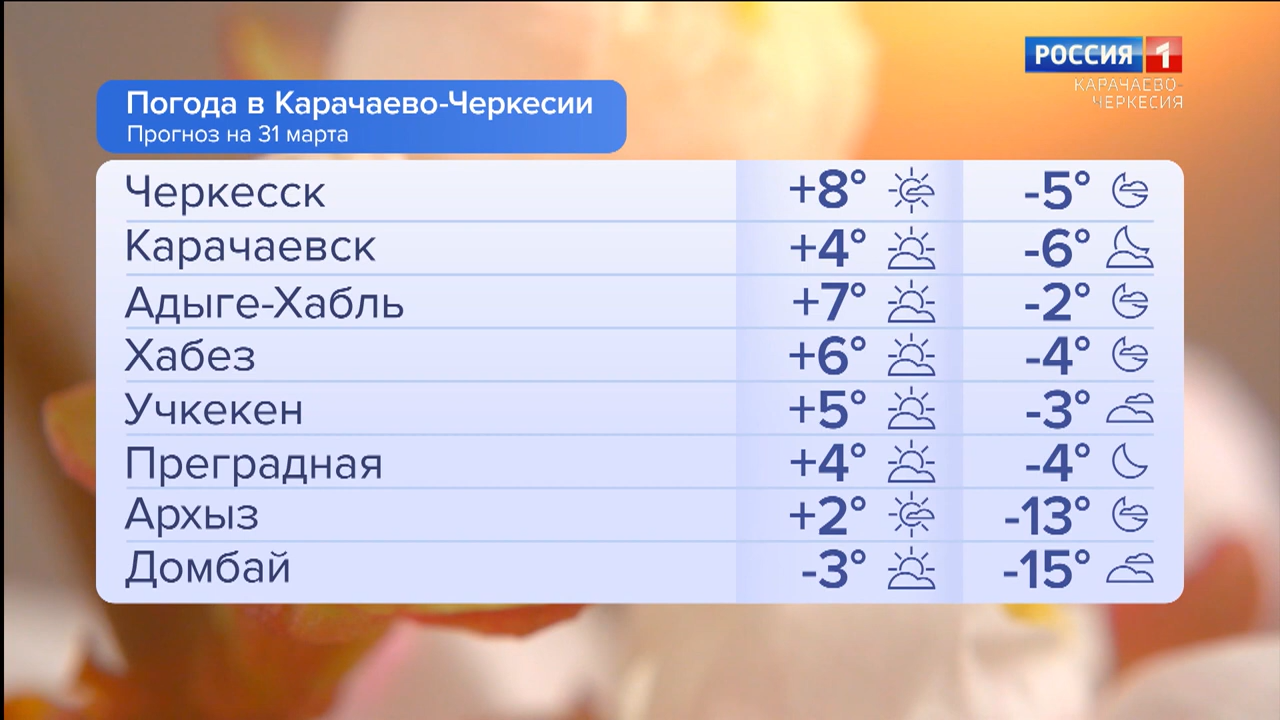 РОССИЯ 1
КАРАЧАЕВО-
ЧЕРКЕСИЯ
Погода в Карачаево-Черкесии
Прогноз на 31 марта
Черкесск +8° -5°
Карачаевск +4° -6°
Адыге-Хабль +7° -2°
Хабез +6° -4°
Учкекен +5° -3°
Преградная +4° -4°
Архыз +2° -13°
Домбай -3° -15°